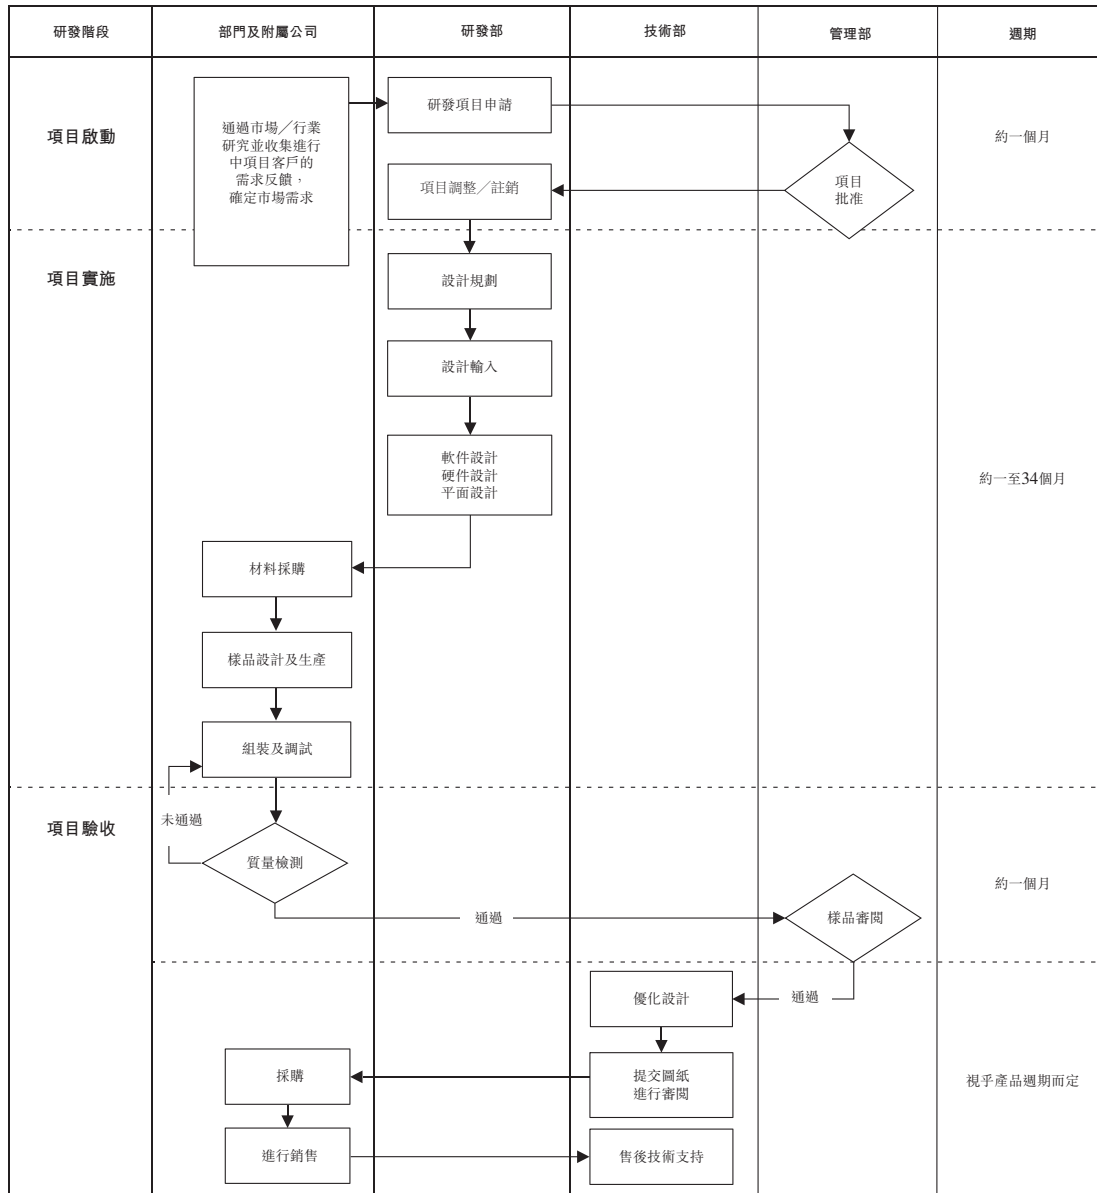 研發階段
部門及附屬公司
研發部
技術部
管理部
週期
項目啟動
通過市場／行業
研究並收集進行
中項目客戶的
需求反饋，
確定市場需求
研發項目申請
項目調整／註銷
項目
批准
約一個月
項目實施
設計規劃
設計輸入
軟件設計
硬件設計
平面設計
約一至34個月
材料採購
樣品設計及生產
組裝及調試
項目驗收
未通過
質量檢測
通過
樣品審閱
約一個月
優化設計
通過
採購
提交圖紙
進行審閱
視乎產品週期而定
進行銷售
售後技術支持